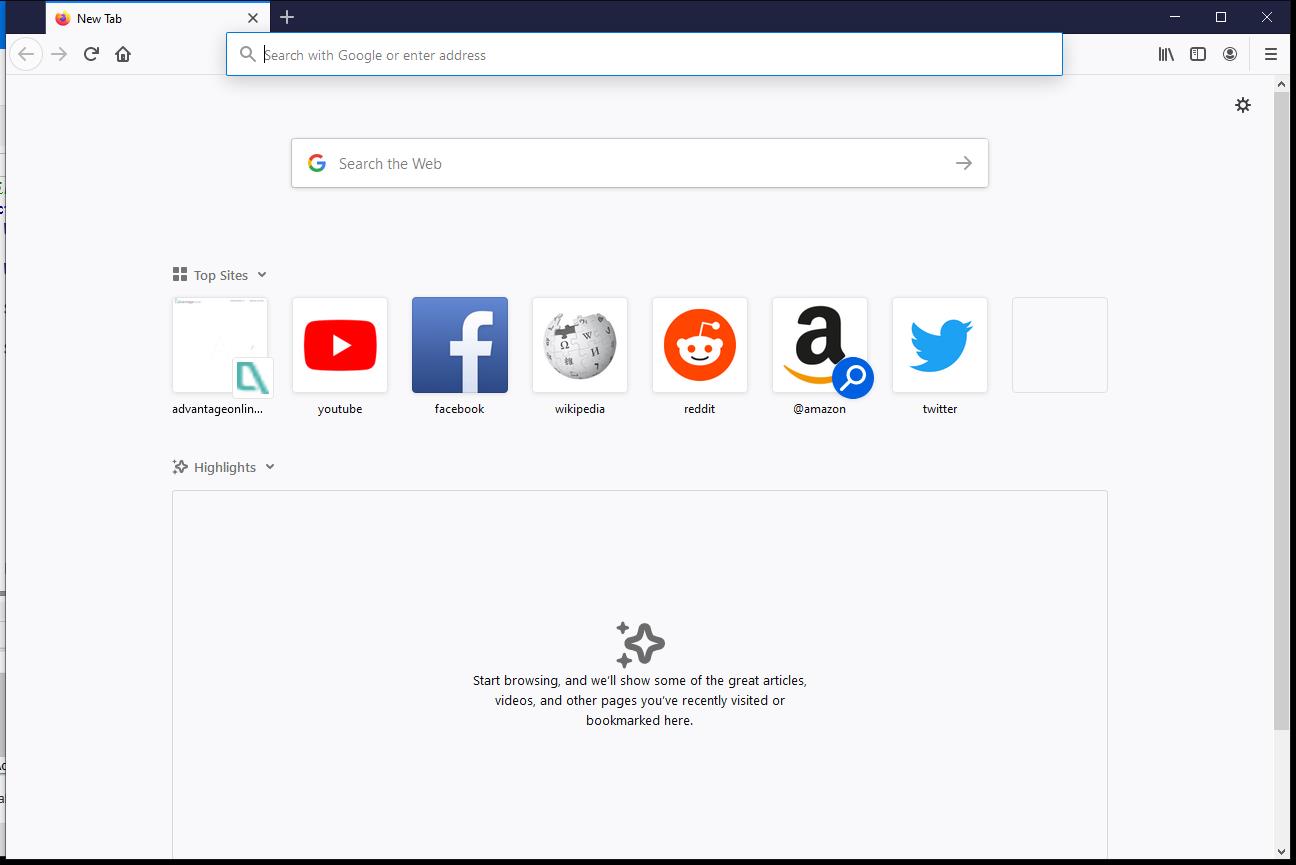 New Tab
Search with Google or enter address
Search the Web
Top Sites
advantageonlin...
youtube
facebook
wikipedia
reddit
@amazon
twitter
Highlights
Start browsing, and we'll show some of the great articles,
videos, and other pages you've recently visited or
bookmarked here.